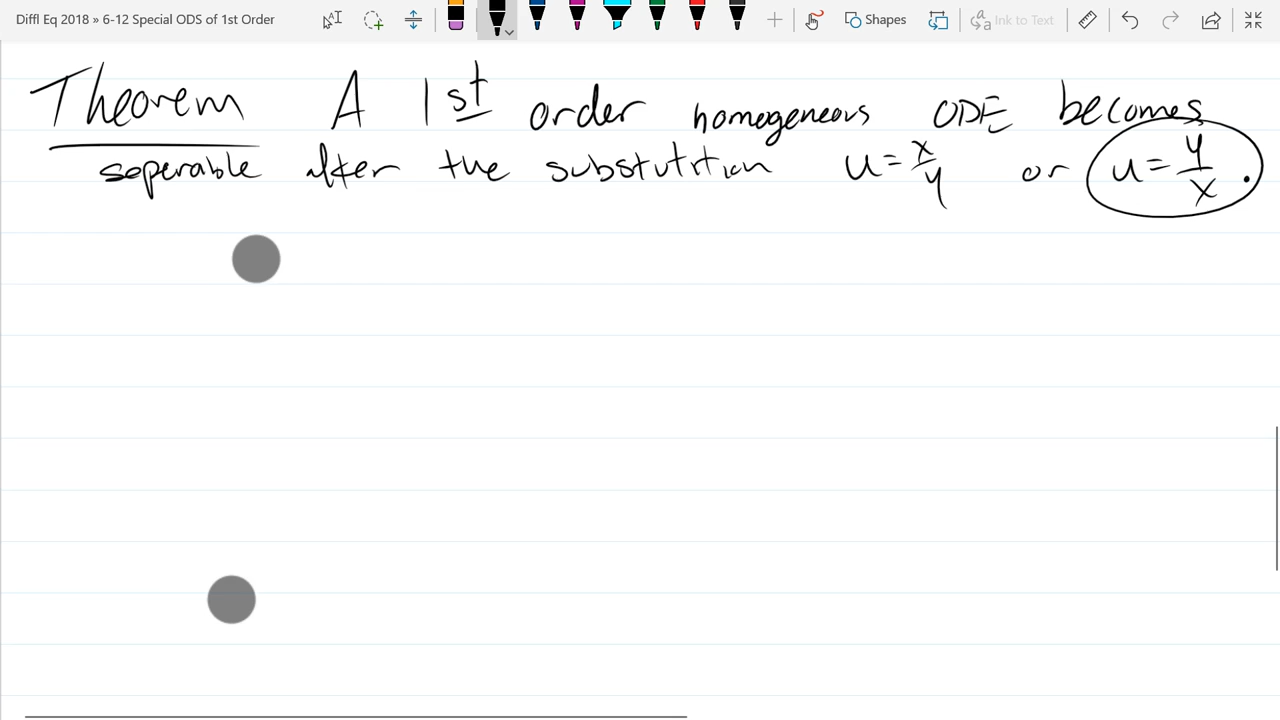 Diffl Eq 2018 » 6-12 Special ODS of 1st Order
Shapes
Ink to Text
Theorem A 1st order homogeneous ODE becomes
seperable after the substutution u = x/y or u = y/x .